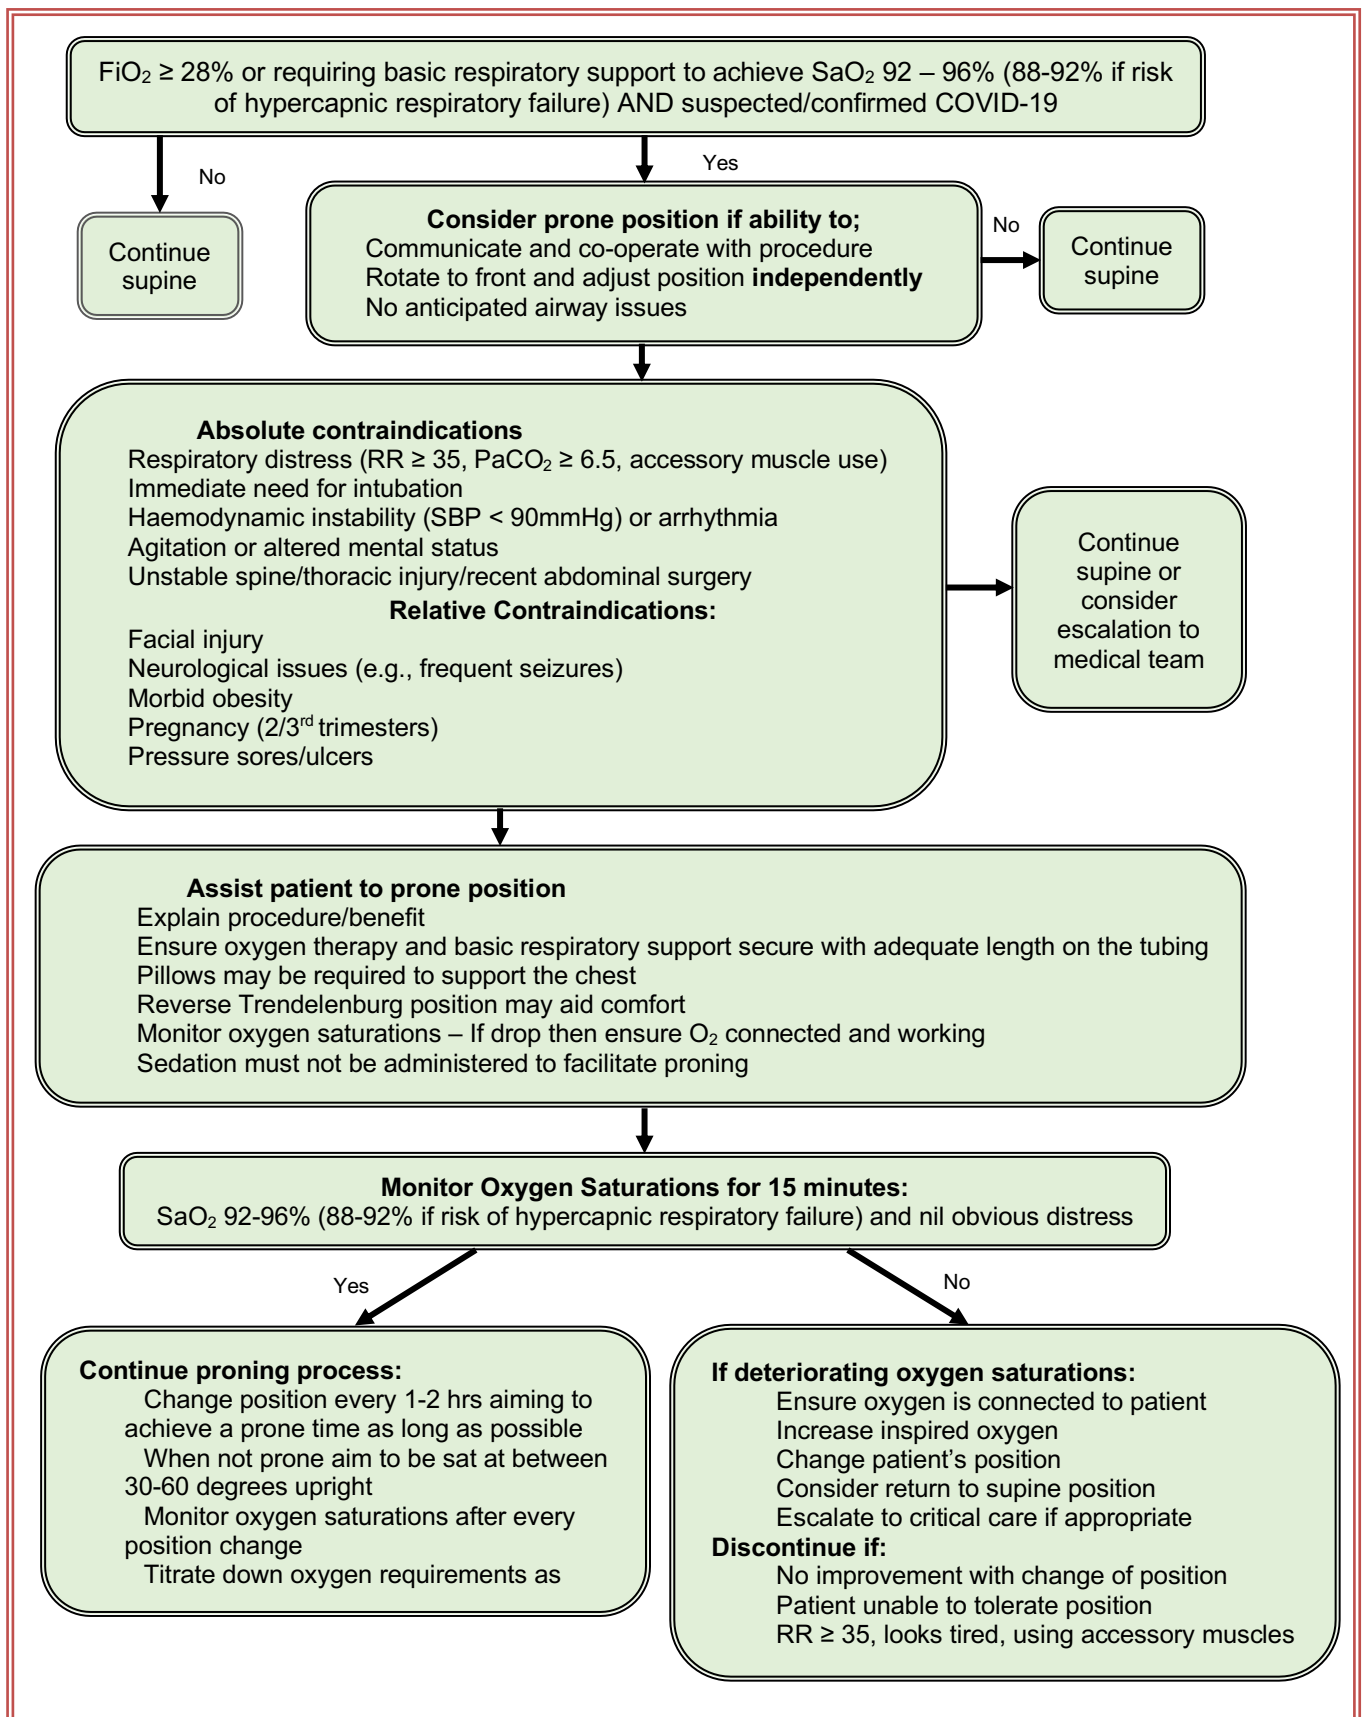 FiO₂ ≥ 28% or requiring basic respiratory support to achieve SaO₂ 92 – 96% (88-92% if risk
of hypercapnic respiratory failure) AND suspected/confirmed COVID-19
No
Yes
Continue
supine
Consider prone position if ability to;
Communicate and co-operate with procedure
Rotate to front and adjust position independently
No anticipated airway issues
No
Continue
supine
Absolute contraindications
Respiratory distress (RR ≥ 35, PaCO₂ ≥ 6.5, accessory muscle use)
Immediate need for intubation
Haemodynamic instability (SBP < 90mmHg) or arrhythmia
Agitation or altered mental status
Unstable spine/thoracic injury/recent abdominal surgery
Relative Contraindications:
Facial injury
Neurological issues (e.g., frequent seizures)
Morbid obesity
Pregnancy (2/3rd trimesters)
Pressure sores/ulcers
Continue
supine or
consider
escalation to
medical team
Assist patient to prone position
Explain procedure/benefit
Ensure oxygen therapy and basic respiratory support secure with adequate length on the tubing
Pillows may be required to support the chest
Reverse Trendelenburg position may aid comfort
Monitor oxygen saturations – If drop then ensure O₂ connected and working
Sedation must not be administered to facilitate proning
Monitor Oxygen Saturations for 15 minutes:
SaO₂ 92-96% (88-92% if risk of hypercapnic respiratory failure) and nil obvious distress
Yes
No
Continue proning process:
Change position every 1-2 hrs aiming to
achieve a prone time as long as possible
When not prone aim to be sat at between
30-60 degrees upright
Monitor oxygen saturations after every
position change
Titrate down oxygen requirements as
If deteriorating oxygen saturations:
Ensure oxygen is connected to patient
Increase inspired oxygen
Change patient's position
Consider return to supine position
Escalate to critical care if appropriate
Discontinue if:
No improvement with change of position
Patient unable to tolerate position
RR ≥ 35, looks tired, using accessory muscles